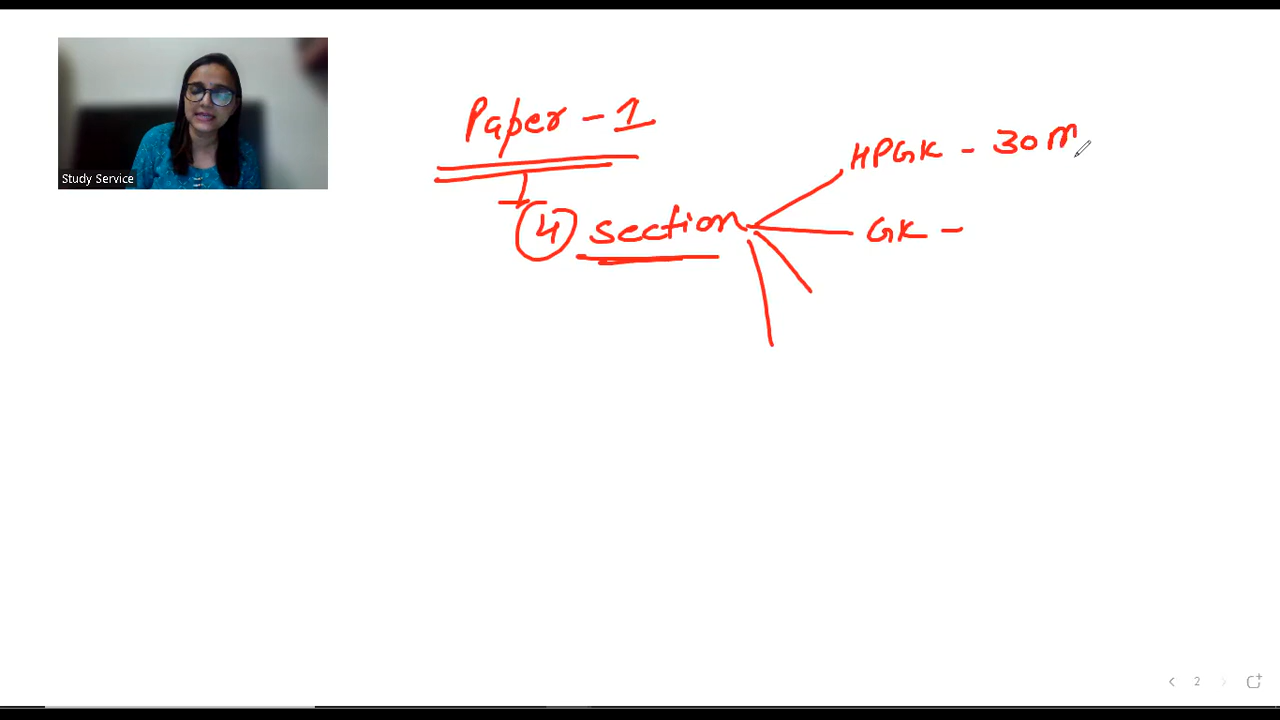 Paper - 1
HPGK - 30 M
4 section
GK -
Study Service
2